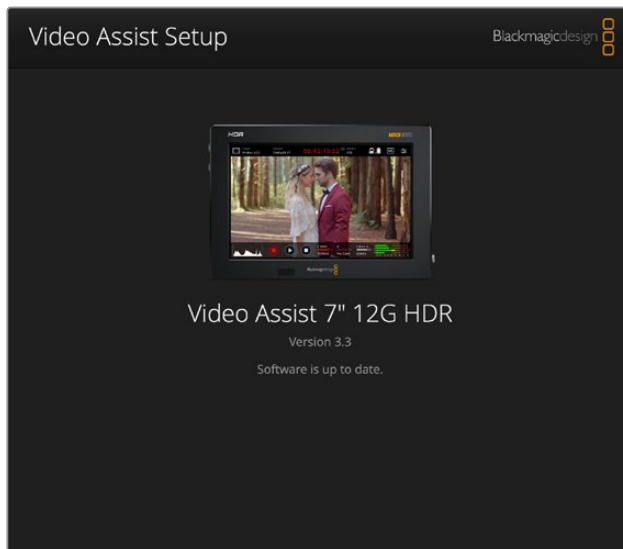 Video Assist Setup
Blackmagicdesign
HDR
Video Assist 7" 12G HDR
Version 3.3
Software is up to date.